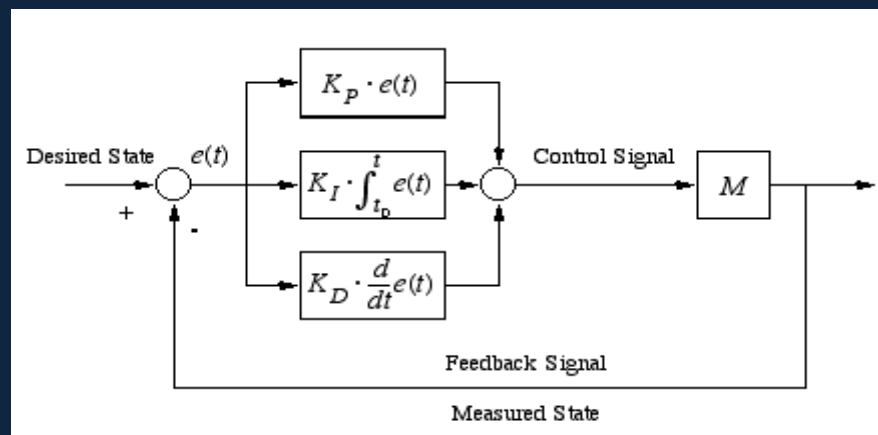 K_P · e(t)
Desired State
e(t)
Control Signal
K_I · ∫_{t_0}^{t} e(t)
M
+
-
K_D · d/dt e(t)
Feedback Signal
Measured State